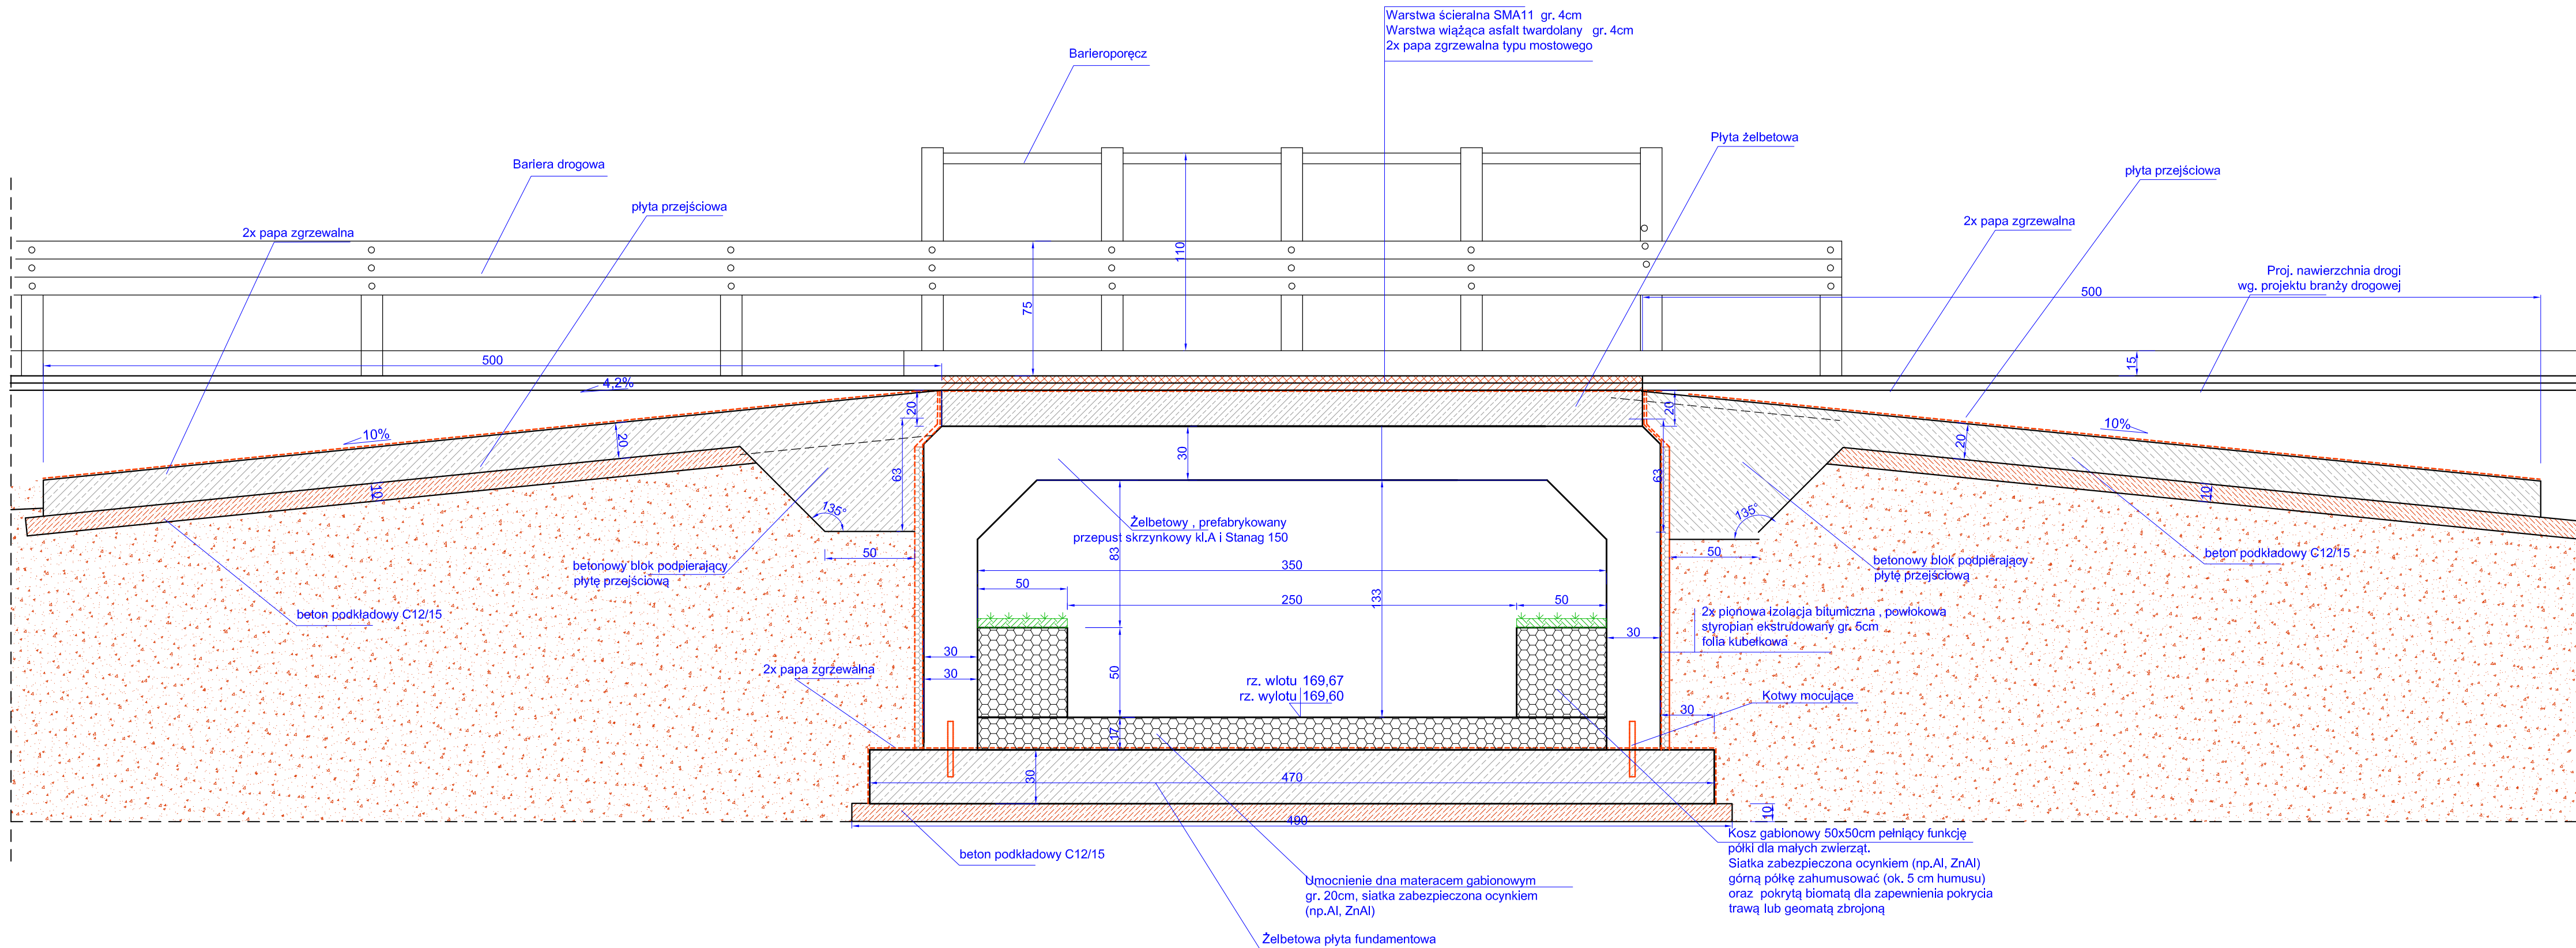 Warstwa ścieralna SMA11 gr. 4cm
Warstwa wiążąca asfalt twardolany gr. 4cm
2x papa zgrzewalna typu mostowego
Barieroporęcz
Płyta żelbetowa
Bariera drogowa
płyta przejściowa
płyta przejściowa
2x papa zgrzewalna
2x papa zgrzewalna
Proj. nawierzchnia drogi
wg. projektu branży drogowej
500
110
75
500
15
4,2%
20
20
10%
10%
20
20
30
63
63
10
10
135°
135°
Żelbetowy , prefabrykowany
przepust skrzynkowy kl.A i Stanag 150
50
50
83
betonowy blok podpierający
płytę przejściową
betonowy blok podpierający
płytę przejściową
beton podkładowy C12/15
350
50
250
50
133
beton podkładowy C12/15
2x pionowa izolacja bitumiczna , powłokowa
styropian ekstrudowany gr. 5cm
folia kubełkowa
30
30
30
50
2x papa zgrzewalna
rz. wlotu 169,67
rz. wylotu 169,60
Kotwy mocujące
30
17
30
470
10
490
beton podkładowy C12/15
Kosz gabionowy 50x50cm pełniący funkcję
półki dla małych zwierząt.
Siatka zabezpieczona ocynkiem (np.Al, ZnAl)
górną półkę zahumusować (ok. 5 cm humusu)
oraz pokrytą biomatą dla zapewnienia pokrycia
trawą lub geomatą zbrojoną
Umocnienie dna materacem gabionowym
gr. 20cm, siatka zabezpieczona ocynkiem
(np.Al, ZnAl)
Żelbetowa płyta fundamentowa